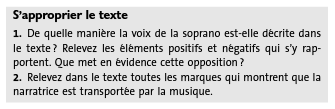 S'approprier le texte
1. De quelle manière la voix de la soprano est-elle décrite dans
le texte ? Relevez les éléments positifs et négatifs qui s'y rap-
portent. Que met en évidence cette opposition ?
2. Relevez dans le texte toutes les marques qui montrent que la
narratrice est transportée par la musique.